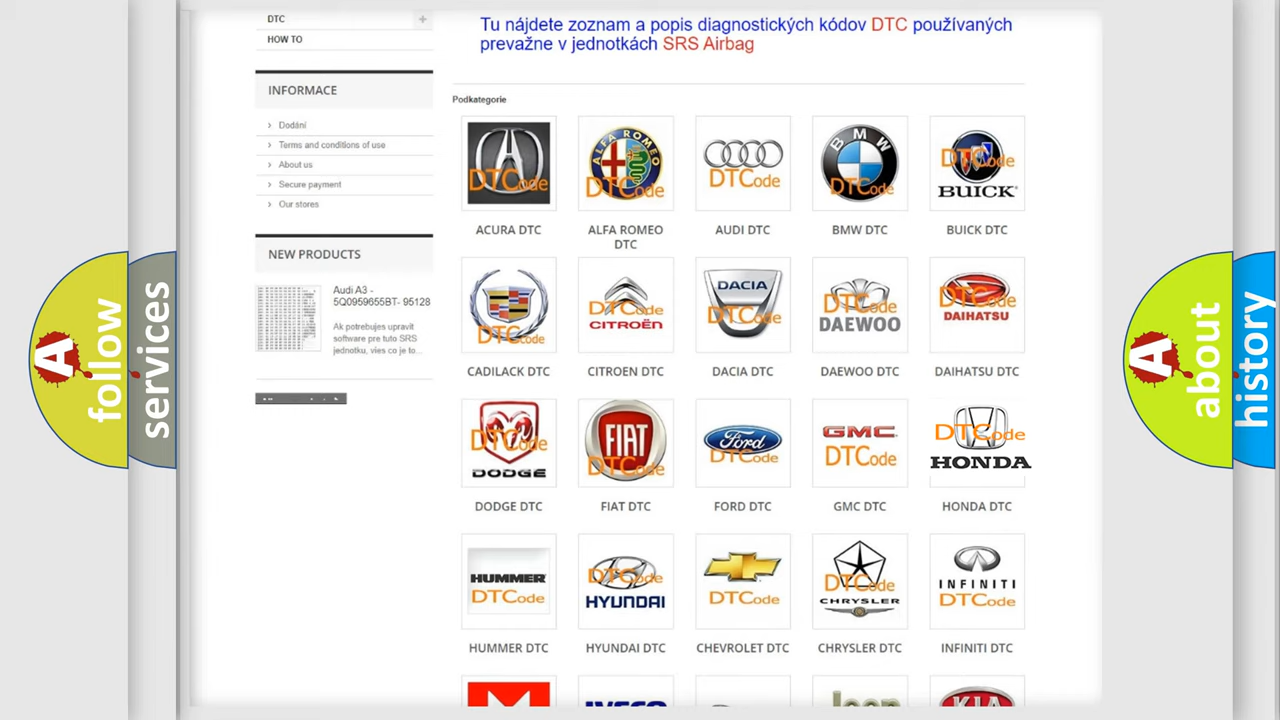 DTC
HOW TO
INFORMACE
Dodání
Terms and conditions of use
About us
Secure payment
Our stores
NEW PRODUCTS
Audi A3 -
5Q0959655BT- 95128
Ak potrebujes upravit
software pre tuto SRS
jednotku, vies co je to...
Tu nájdete zoznam a popis diagnostických kódov DTC používaných
prevažne v jednotkách SRS Airbag
Podkategorie
DTCode
ALFA ROMEO
DTCode
DTCode
BMW
DTCode
DTCode
BUICK
ACURA DTC
ALFA ROMEO
DTC
AUDI DTC
BMW DTC
BUICK DTC
DTCode
DTCode
CITROËN
DACIA
DTCode
DTCode
DAEWOO
DTCode
DAIHATSU
CADILACK DTC
CITROEN DTC
DACIA DTC
DAEWOO DTC
DAIHATSU DTC
DTCode
DODGE
FIAT
DTCode
Ford
DTCode
GMC
DTCode
DTCode
HONDA
DODGE DTC
FIAT DTC
FORD DTC
GMC DTC
HONDA DTC
HUMMER
DTCode
DTCode
HYUNDAI
DTCode
DTCode
CHRYSLER
INFINITI
DTCode
HUMMER DTC
HYUNDAI DTC
CHEVROLET DTC
CHRYSLER DTC
INFINITI DTC
IVECO
Jeep
KIA
A
follow
services
A
about
history